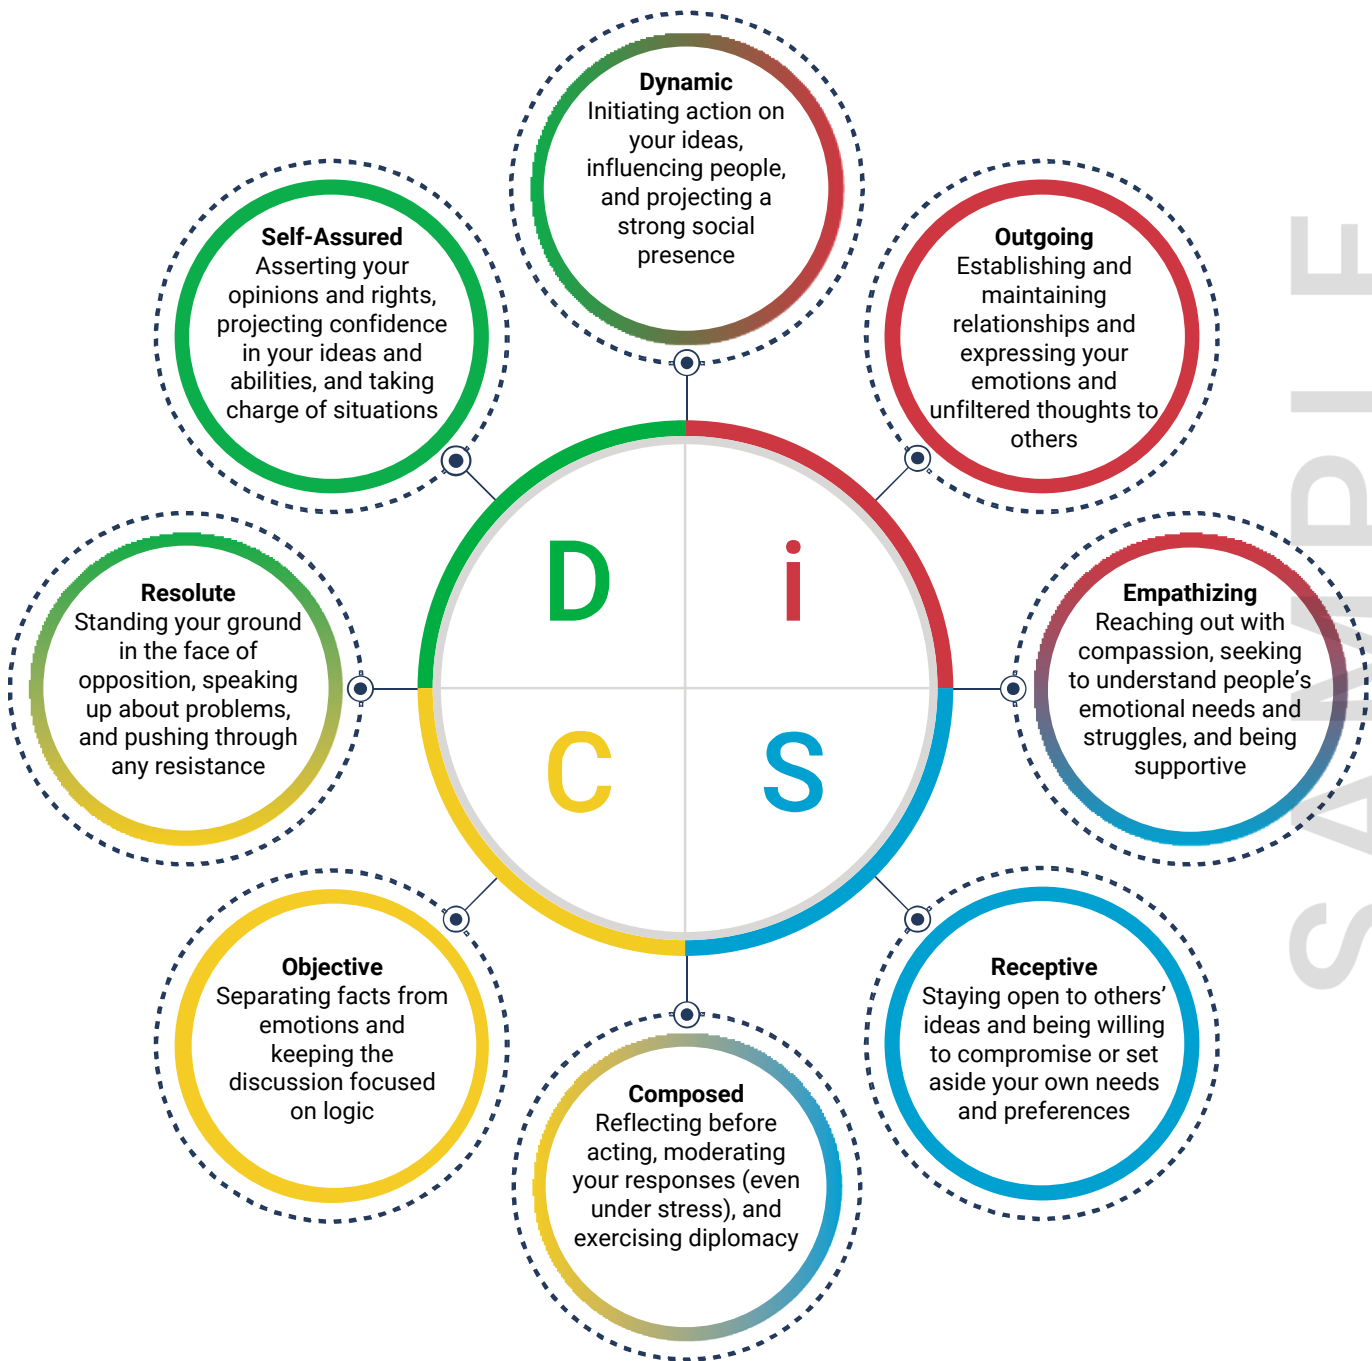 Dynamic
Initiating action on
your ideas,
influencing people,
and projecting a
strong social
presence
Self-Assured
Asserting your
opinions and rights,
projecting confidence
in your ideas and
abilities, and taking
charge of situations
Outgoing
Establishing and
maintaining
relationships and
expressing your
emotions and
unfiltered thoughts to
others
Resolute
Standing your ground
in the face of
opposition, speaking
up about problems,
and pushing through
any resistance
D
i
C
S
Empathizing
Reaching out with
compassion, seeking
to understand people’s
emotional needs and
struggles, and being
supportive
Objective
Separating facts from
emotions and
keeping the
discussion focused
on logic
Composed
Reflecting before
acting, moderating
your responses (even
under stress), and
exercising diplomacy
Receptive
Staying open to others’
ideas and being willing
to compromise or set
aside your own needs
and preferences
SAMPLE